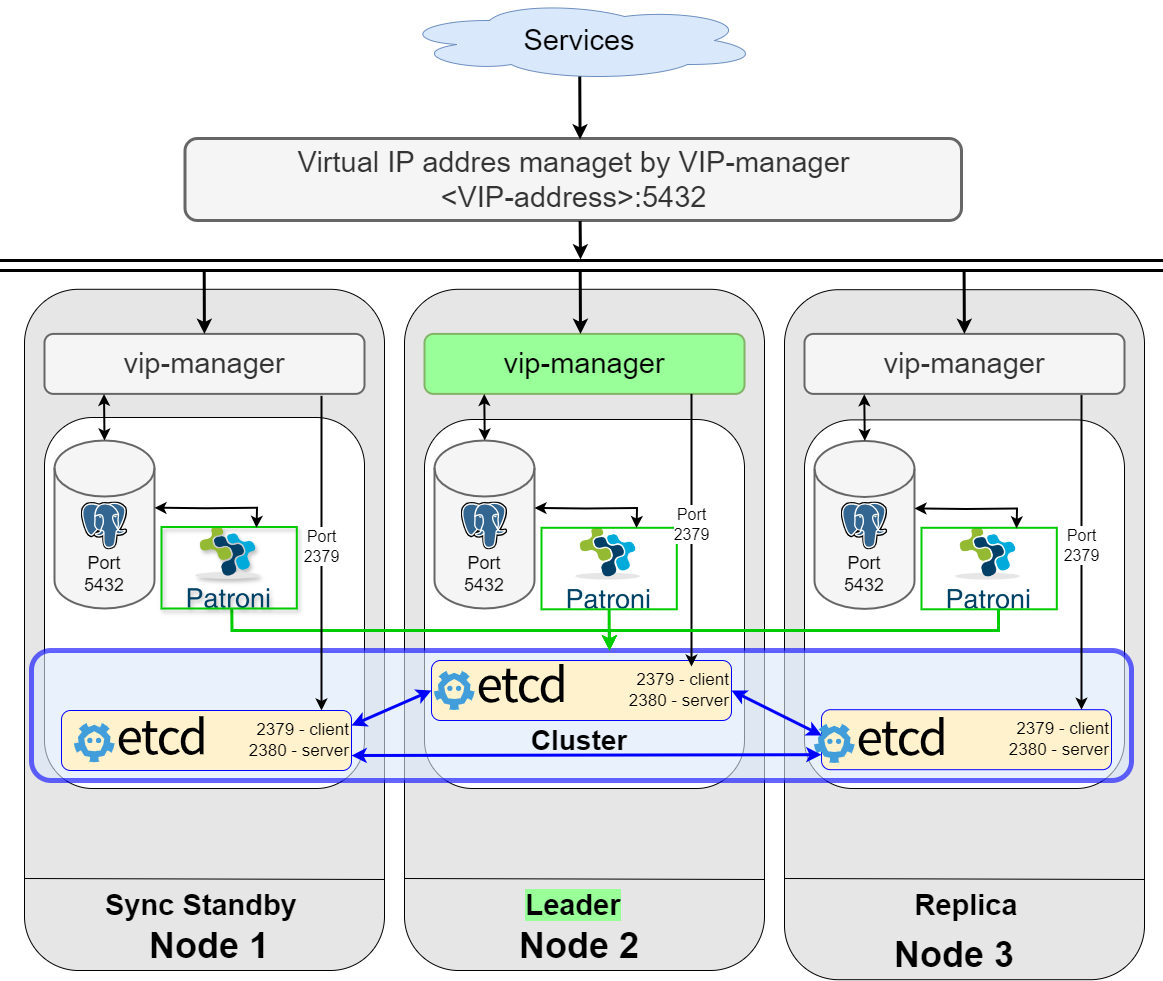 Services
Virtual IP addres managet by VIP-manager
<VIP-address>:5432
vip-manager
vip-manager
vip-manager
Port
5432
Patroni
Port
2379
Port
5432
Patroni
Port
2379
Port
5432
Patroni
Port
2379
etcd
2379 - client
2380 - server
etcd
2379 - client
2380 - server
etcd
2379 - client
2380 - server
Cluster
Sync Standby
Node 1
Leader
Node 2
Replica
Node 3